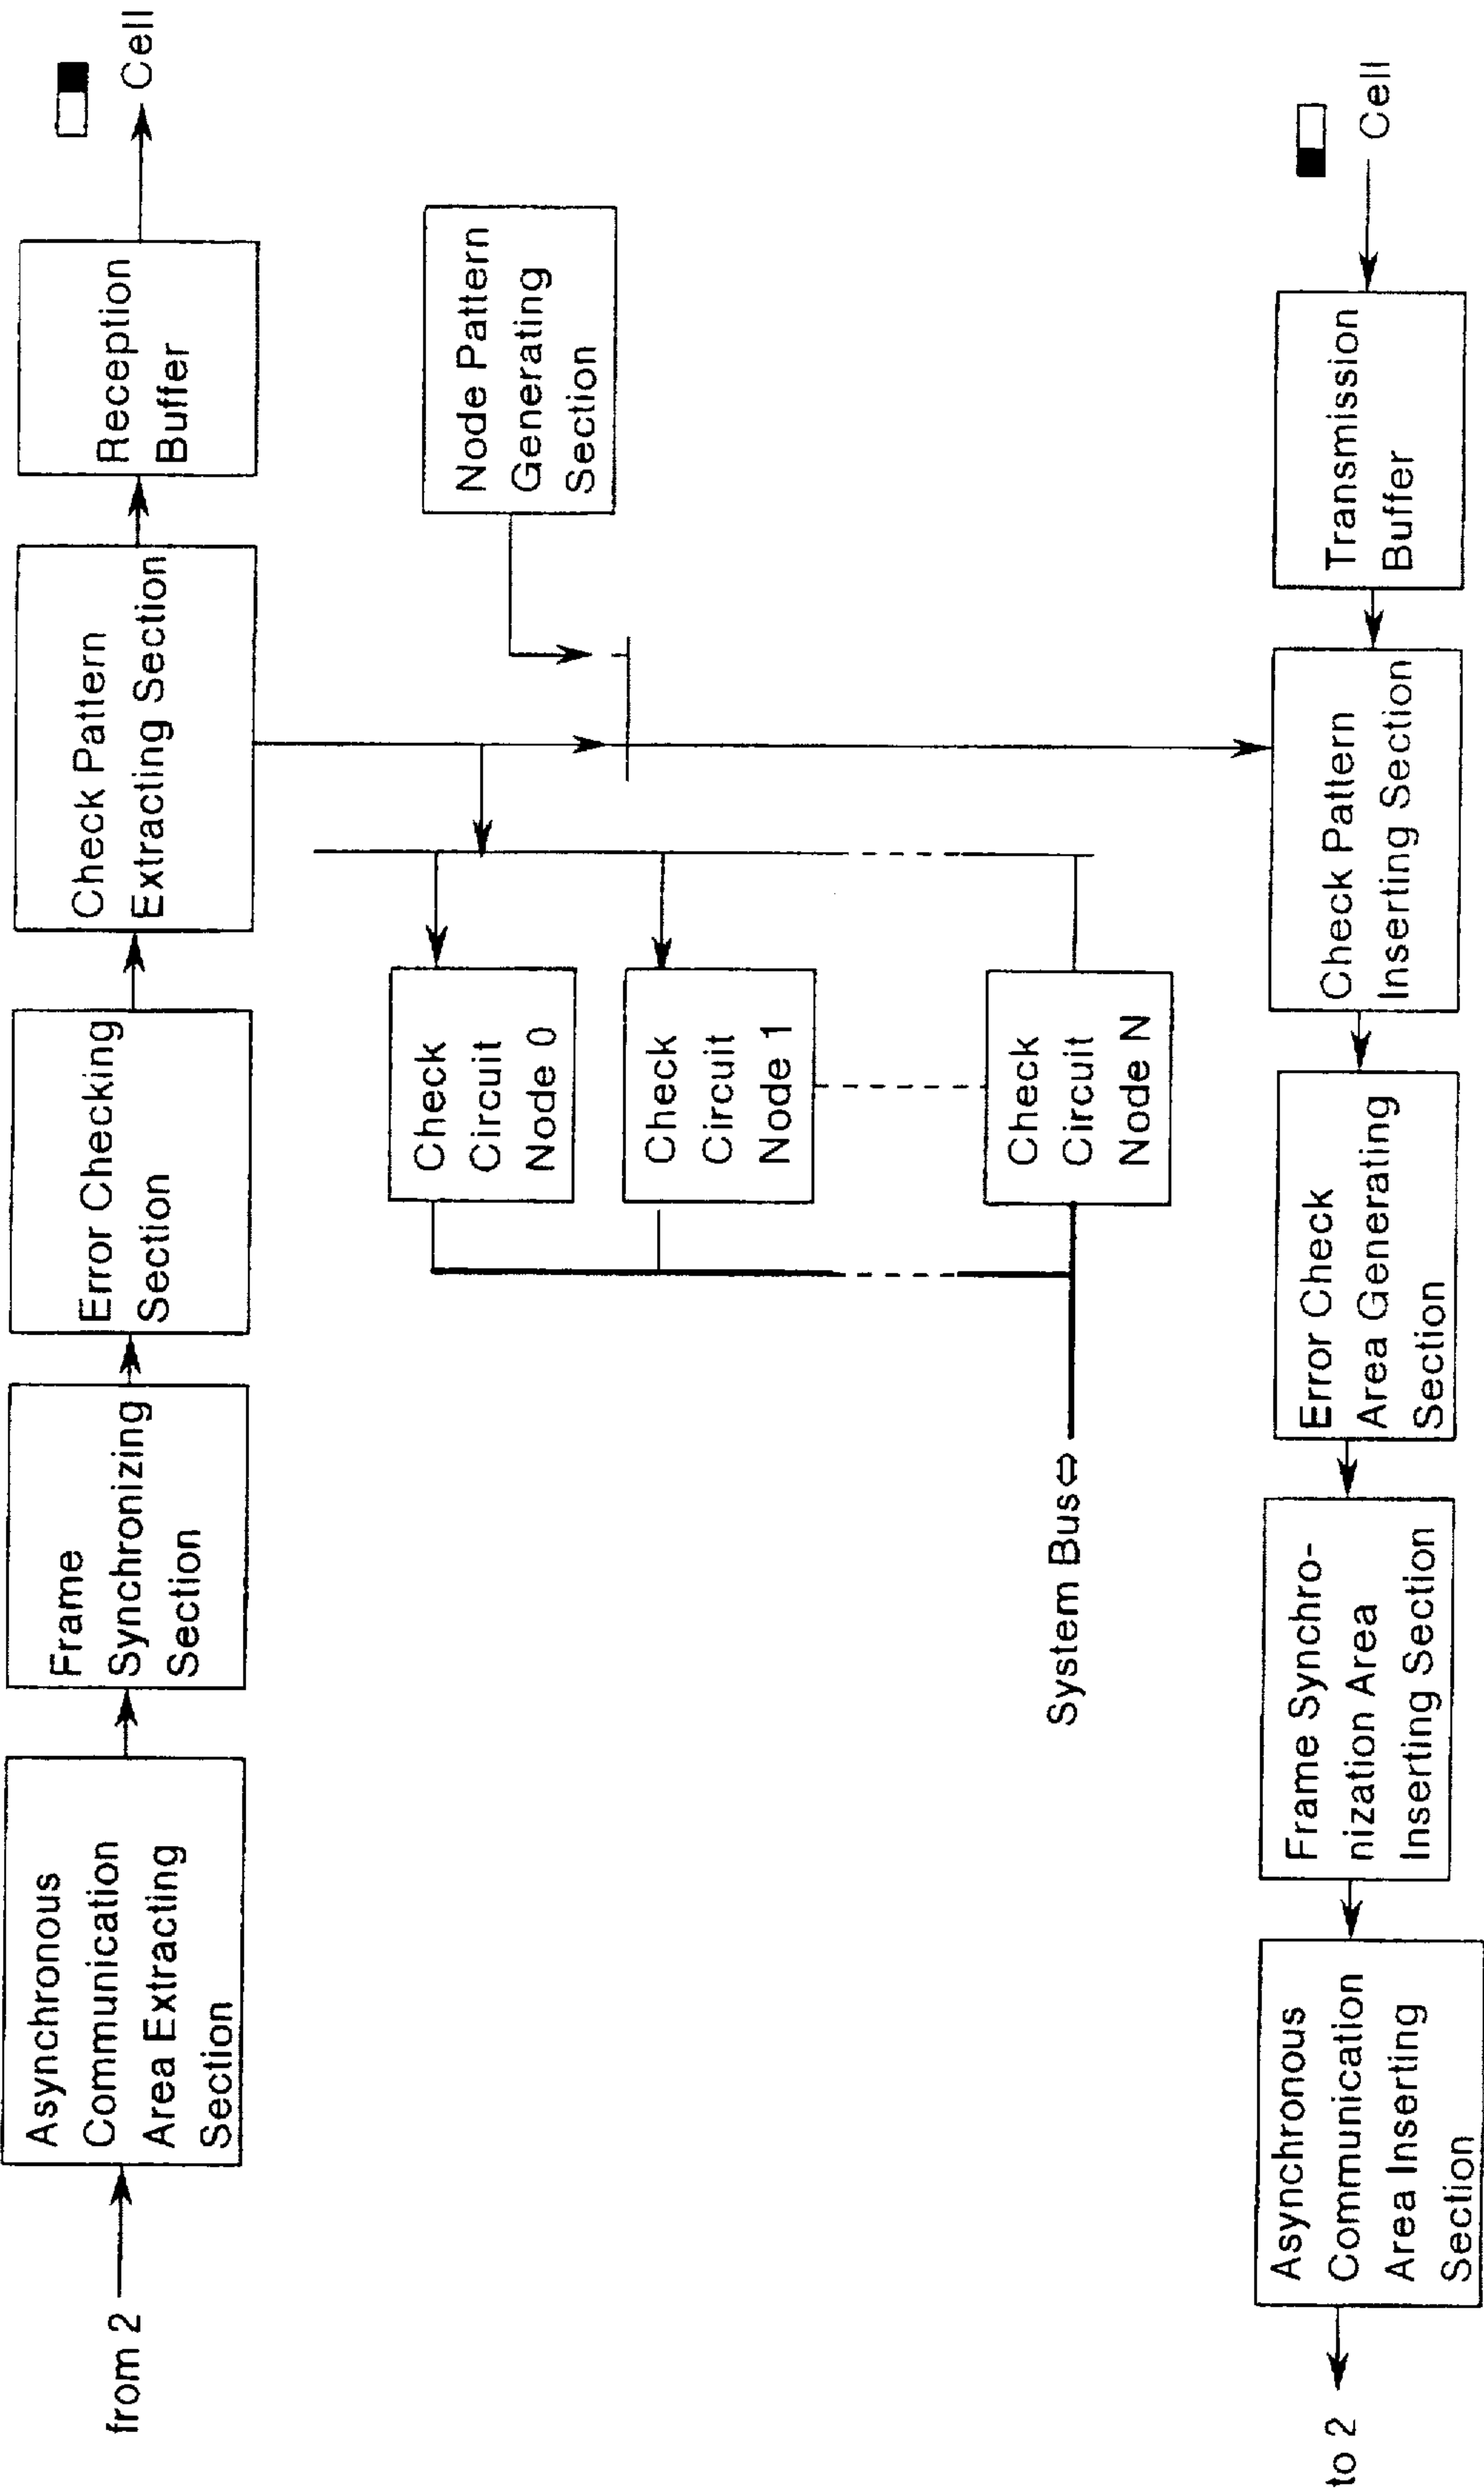 from 2
Asynchronous
Communication
Area Extracting
Section
Frame
Synchronizing
Section
Error Checking
Section
Check Pattern
Extracting Section
Reception
Buffer
Cell
Node Pattern
Generating
Section
Check
Circuit
Node 0
Check
Circuit
Node 1
Check
Circuit
Node N
System Bus⇔
to 2
Asynchronous
Communication
Area Inserting
Section
Frame Synchro-
nization Area
Inserting Section
Error Check
Area Generating
Section
Check Pattern
Inserting Section
Transmission
Buffer
Cell